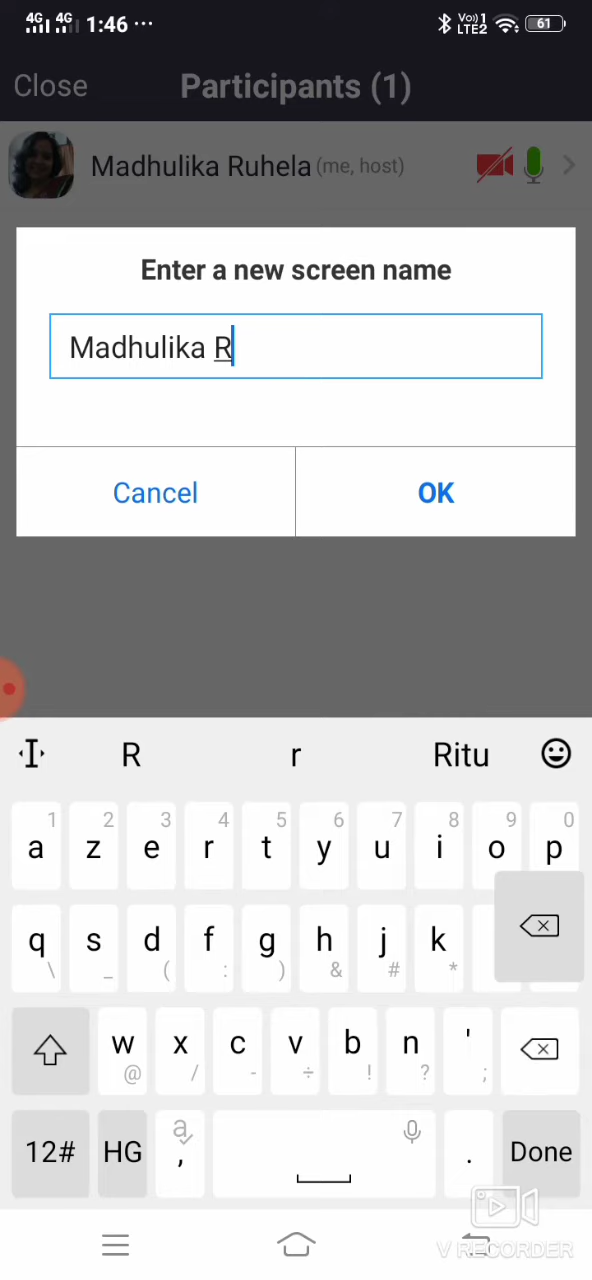 4G 4G 1:46 ... Vo)) 1 LTE2 61
Close Participants (1)
Madhulika Ruhela (me, host)
Enter a new screen name
Madhulika R
Cancel OK
R r Ritu
1 2 3 4 5 6 7 8 9 0
a z e r t y u i o p
q s d f g h j k
\ _ ( : ) & # *
w x c v b n '
@ / - ÷ ! ? ;
12# HG a , . Done
V RECORDER